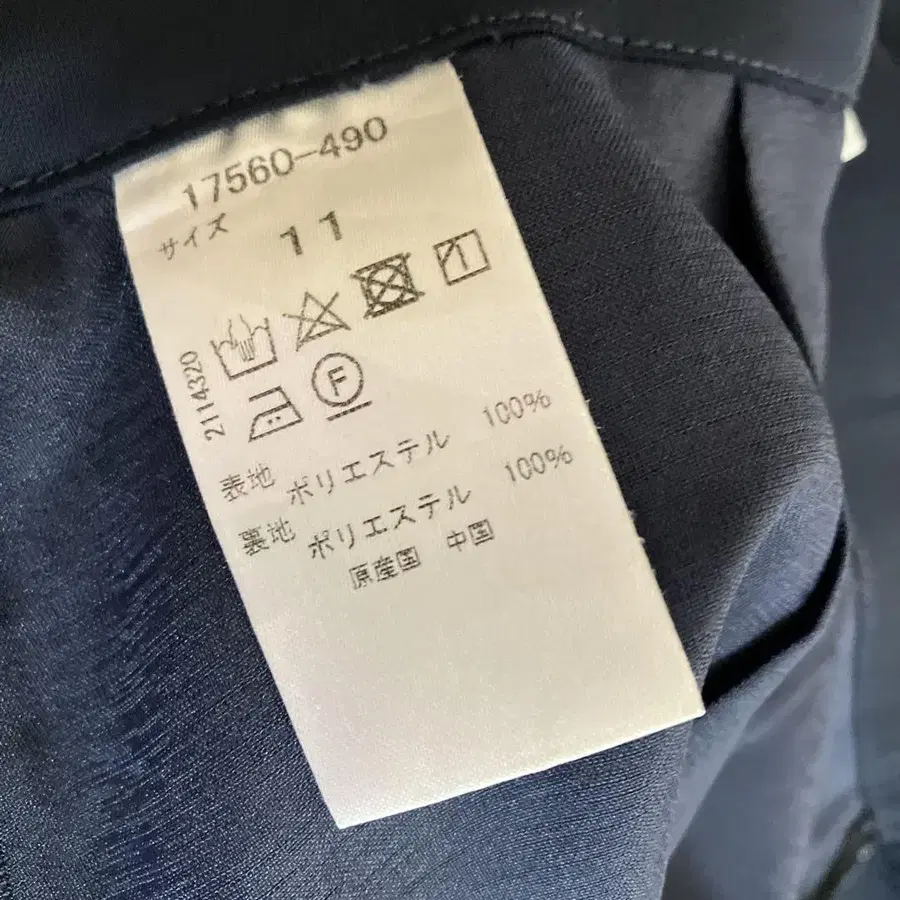 17560-490
サイズ 11
2114320
F
表地 ポリエステル 100%
裏地 ポリエステル 100%
原産国 中国